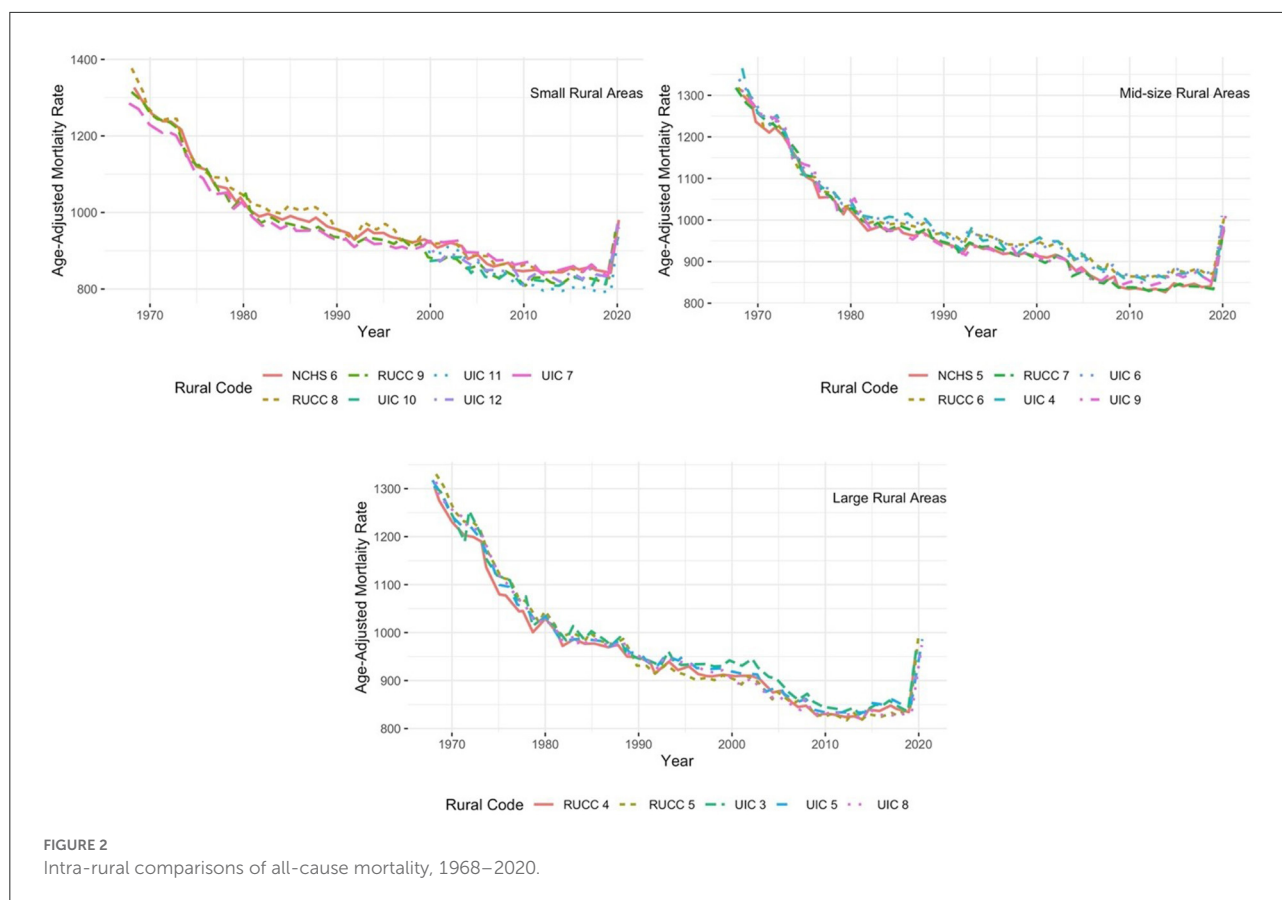 1400
1200
1000
800
Age-Adjusted Mortlaity Rate
Small Rural Areas
1970 1980 1990 2000 2010 2020
Year
Rural Code
NCHS 6 RUCC 9 UIC 11 UIC 7
RUCC 8 UIC 10 UIC 12
1300
1200
1100
1000
900
800
Age-Adjusted Mortlaity Rate
Mid-size Rural Areas
1970 1980 1990 2000 2010 2020
Year
Rural Code
NCHS 5 RUCC 7 UIC 6
RUCC 6 UIC 4 UIC 9
1300
1200
1100
1000
900
800
Age-Adjusted Mortlaity Rate
Large Rural Areas
1970 1980 1990 2000 2010 2020
Year
Rural Code RUCC 4 RUCC 5 UIC 3 UIC 5 UIC 8
FIGURE 2
Intra-rural comparisons of all-cause mortality, 1968–2020.